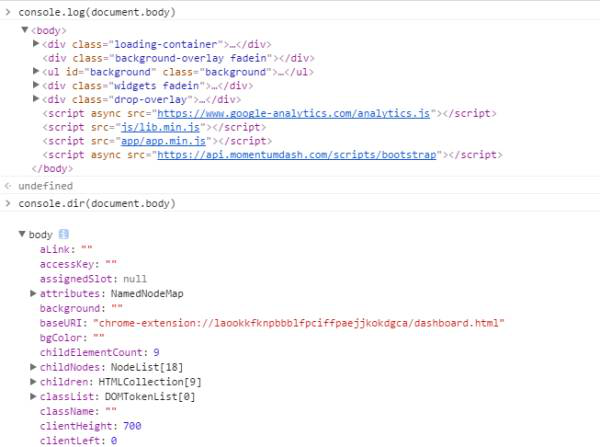 > console.log(document.body)
▼<body>
▶<div class="loading-container">…</div>
<div class="background-overlay fadein"></div>
▶<ul id="background" class="background">…</ul>
▶<div class="widgets fadein">…</div>
▶<div class="drop-overlay">…</div>
<script async src="https://www.google-analytics.com/analytics.js"></script>
<script src="js/lib.min.js"></script>
<script src="app/app.min.js"></script>
<script async src="https://api.momentumdash.com/scripts/bootstrap"></script>
</body>
undefined
> console.dir(document.body)
▼body
aLink: ""
accessKey: ""
assignedSlot: null
▶attributes: NamedNodeMap
background: ""
baseURI: "chrome-extension://laookkfknpbbblfpciffpaejjkokdgca/dashboard.html"
bgColor: ""
childElementCount: 9
▶childNodes: NodeList[18]
▶children: HTMLCollection[9]
▶classList: DOMTokenList[0]
className: ""
clientHeight: 700
clientLeft: 0